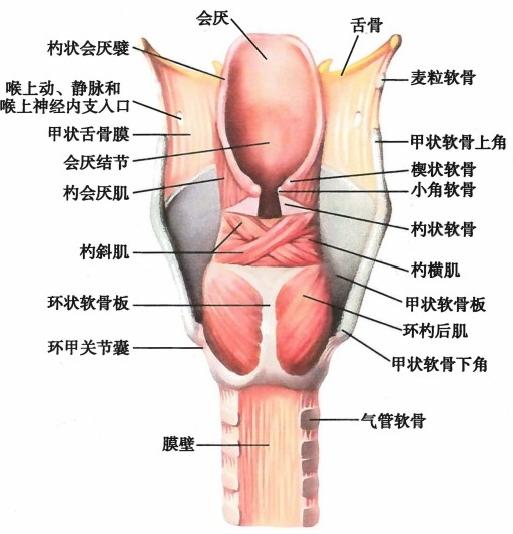 会厌
舌骨
杓状会厌襞
麦粒软骨
喉上动、静脉和
喉上神经内支入口
甲状舌骨膜
甲状软骨上角
会厌结节
楔状软骨
杓会厌肌
小角软骨
杓状软骨
杓斜肌
杓横肌
环状软骨板
甲状软骨板
环杓后肌
环甲关节囊
甲状软骨下角
气管软骨
膜壁